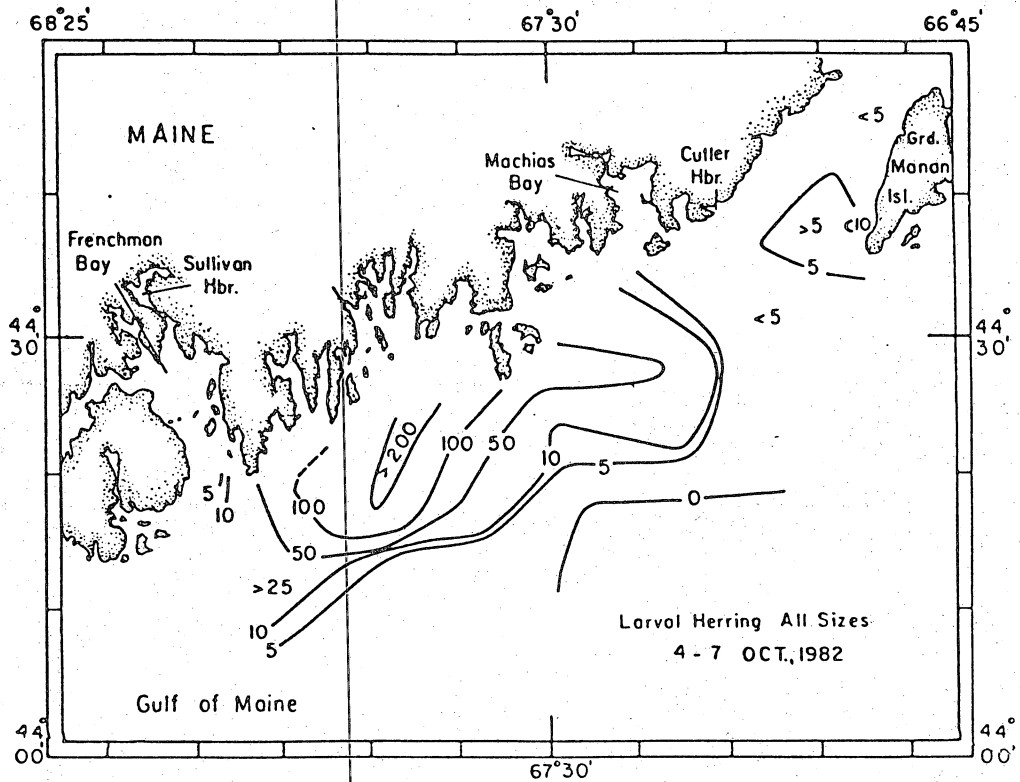 68°25'
67°30'
66°45'
MAINE
<5
Grd.
Manan
Isl.
Machias
Bay
Cutler
Hbr.
>5
<10
5
Frenchman
Bay
Sullivan
Hbr.
44°
30'
<5
44°
30'
>200
100
50
10
5
5
10
100
0
50
>25
10
5
Larval Herring All Sizes
4 - 7 OCT., 1982
Gulf of Maine
44°
00'
67°30'
44°
00'